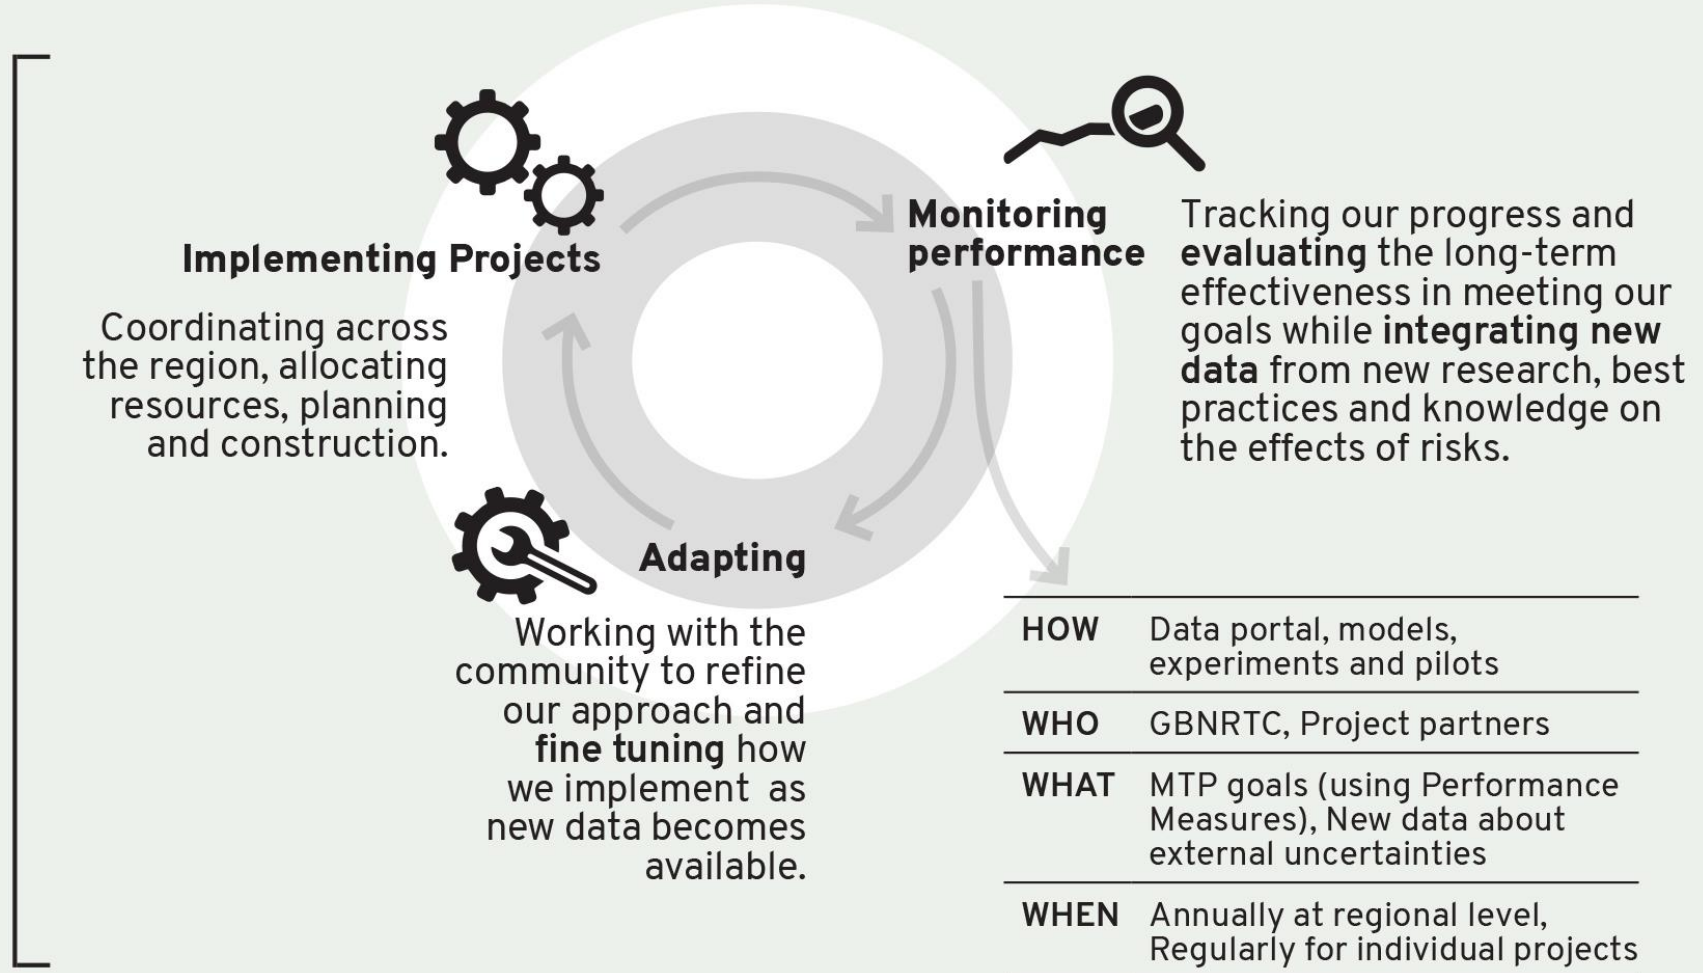 Implementing Projects
Coordinating across
the region, allocating
resources, planning
and construction.
Monitoring
performance
Tracking our progress and
evaluating the long-term
effectiveness in meeting our
goals while integrating new
data from new research, best
practices and knowledge on
the effects of risks.
Adapting
Working with the
community to refine
our approach and
fine tuning how
we implement as
new data becomes
available.
HOW Data portal, models,
experiments and pilots
WHO GBNRTC, Project partners
WHAT MTP goals (using Performance
Measures), New data about
external uncertainties
WHEN Annually at regional level,
Regularly for individual projects